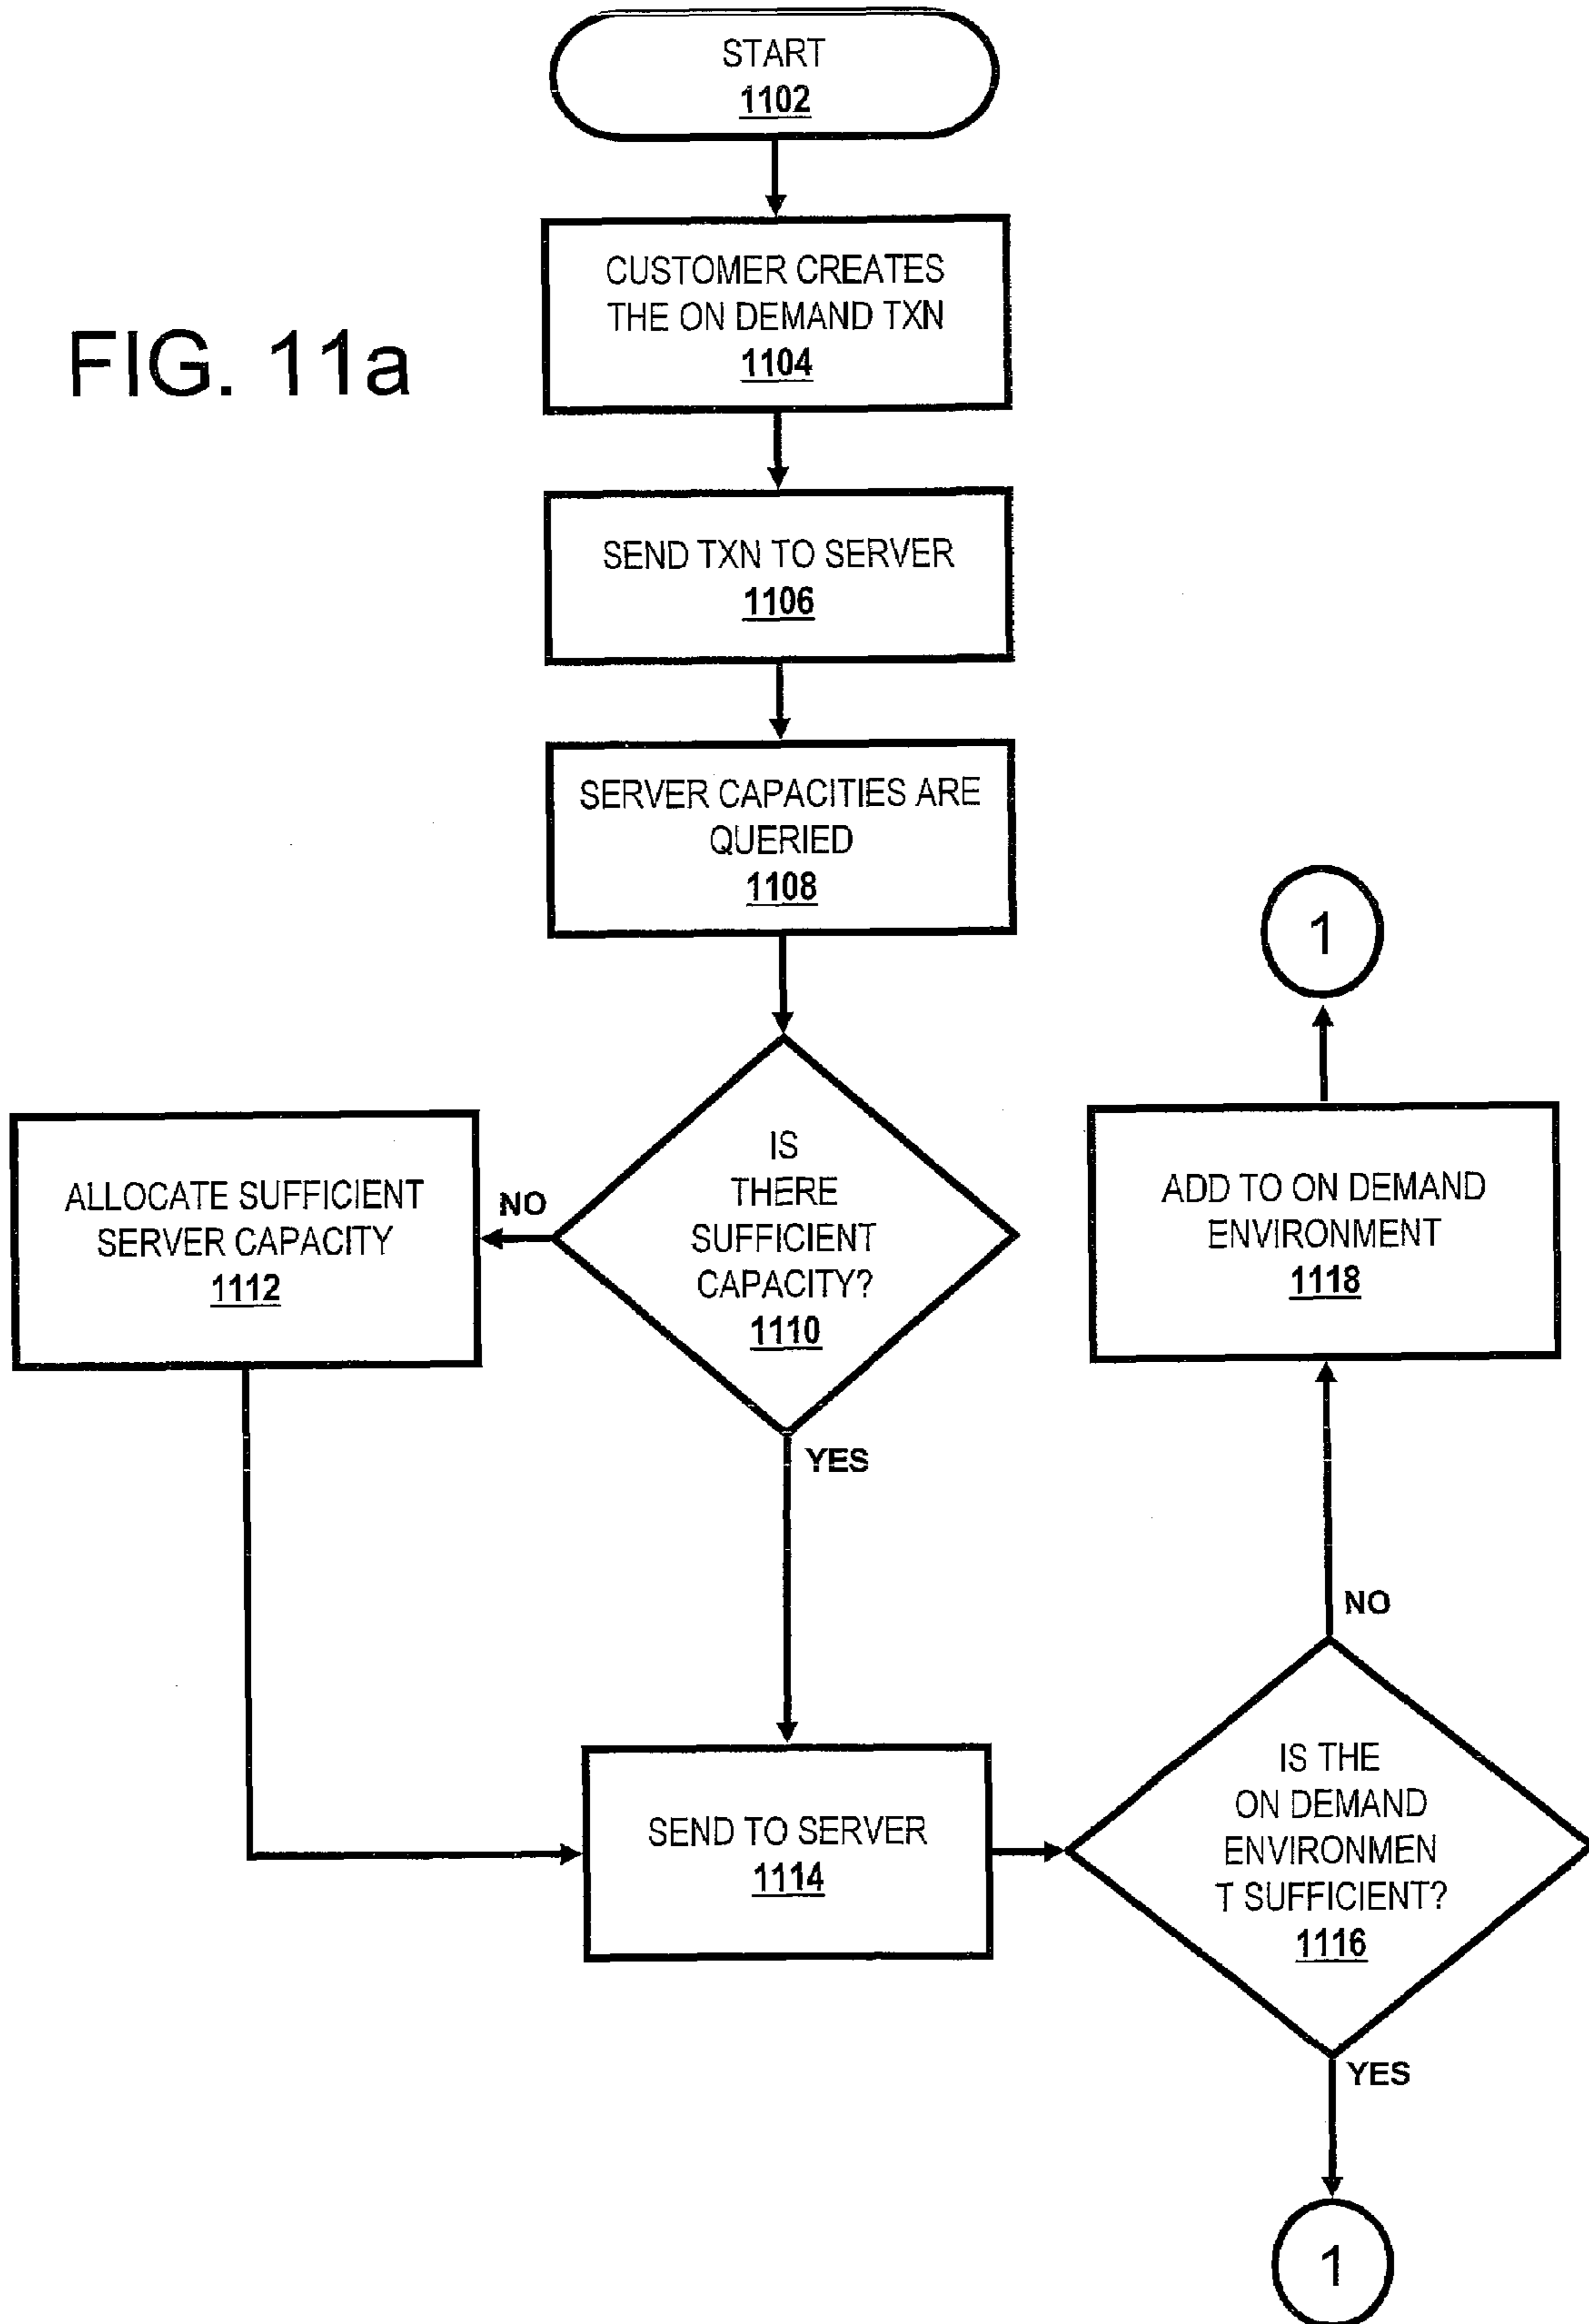 START
1102
FIG. 11a
CUSTOMER CREATES
THE ON DEMAND TXN
1104
SEND TXN TO SERVER
1106
SERVER CAPACITIES ARE
QUERIED
1108
1
IS
THERE
SUFFICIENT
CAPACITY?
1110
NO
ALLOCATE SUFFICIENT
SERVER CAPACITY
1112
YES
ADD TO ON DEMAND
ENVIRONMENT
1118
NO
SEND TO SERVER
1114
IS THE
ON DEMAND
ENVIRONMEN
T SUFFICIENT?
1116
YES
1